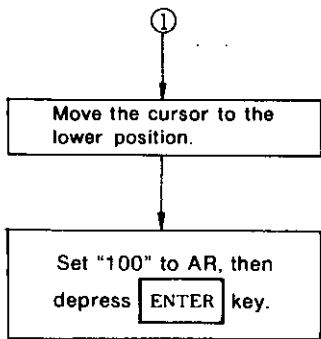 1
Move the cursor to the
lower position.
Set "100" to AR, then
depress ENTER key.